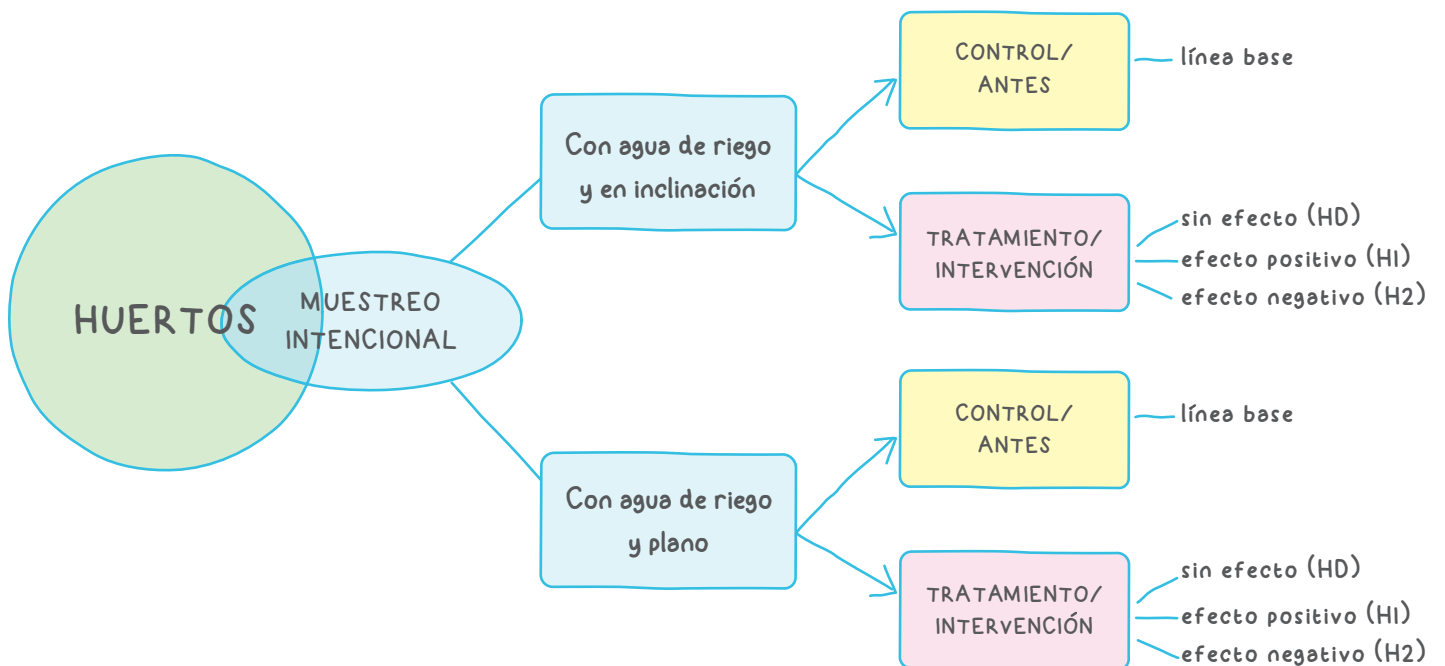 HUERTOS
MUESTREO
INTENCIONAL
Con agua de riego
y en inclinación
CONTROL/
ANTES
línea base
TRATAMIENTO/
INTERVENCIÓN
sin efecto (HD)
efecto positivo (H1)
efecto negativo (H2)
Con agua de riego
y plano
CONTROL/
ANTES
línea base
TRATAMIENTO/
INTERVENCIÓN
sin efecto (HD)
efecto positivo (H1)
efecto negativo (H2)